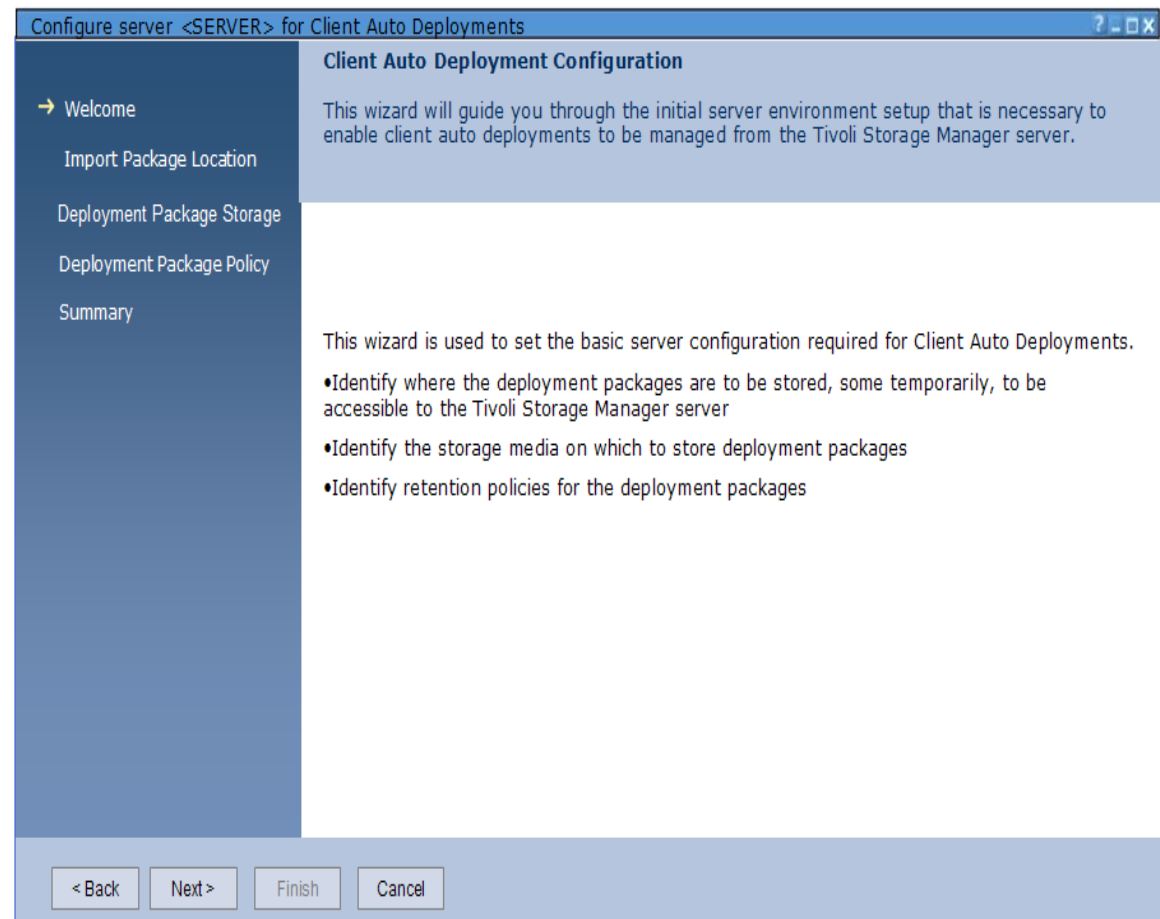 Configure server <SERVER> for Client Auto Deployments
Client Auto Deployment Configuration
This wizard will guide you through the initial server environment setup that is necessary to
enable client auto deployments to be managed from the Tivoli Storage Manager server.
Welcome
Import Package Location
Deployment Package Storage
Deployment Package Policy
Summary
This wizard is used to set the basic server configuration required for Client Auto Deployments.
•Identify where the deployment packages are to be stored, some temporarily, to be
accessible to the Tivoli Storage Manager server
•Identify the storage media on which to store deployment packages
•Identify retention policies for the deployment packages
< Back Next > Finish Cancel